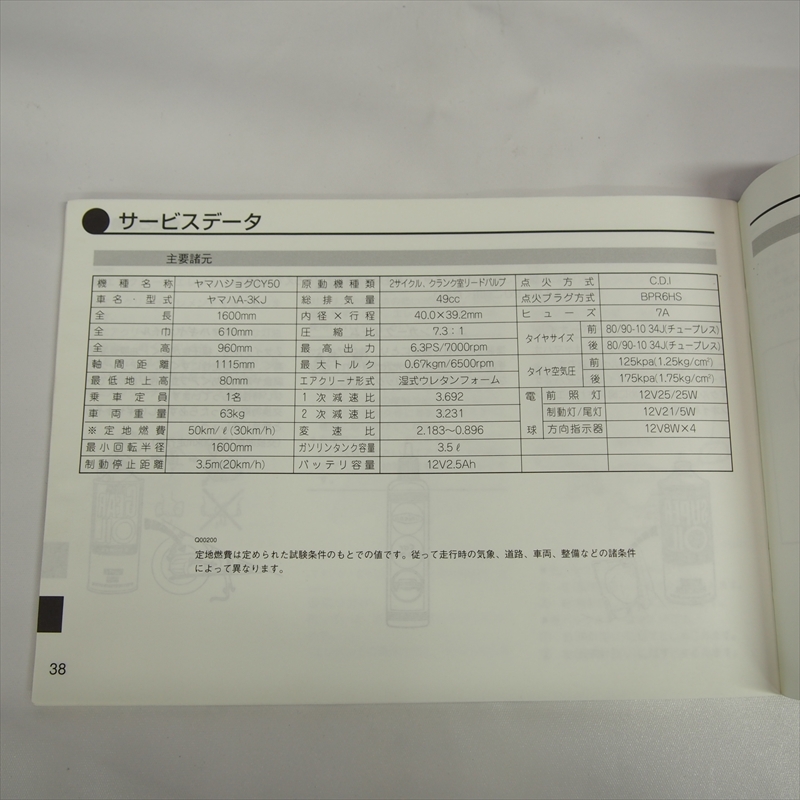 サービスデータ
主要諸元
機種名称 ヤマハジョグCY50 原動機種類 2サイクル、クランク室リードバルブ 点火方式 C.D.I
車名・型式 ヤマハA-3KJ 総排気量 49cc 点火プラグ方式 BPR6HS
全長 1600mm 内径×行程 40.0×39.2mm ヒューズ 7A
全巾 610mm 圧縮比 7.3:1 タイヤサイズ 前 80/90-10 34J(チューブレス)
全高 960mm 最高出力 6.3PS/7000rpm 後 80/90-10 34J(チューブレス)
軸周距離 1115mm 最大トルク 0.67kgm/6500rpm タイヤ空気圧 前 125kpa(1.25kg/cm²)
最低地上高 80mm エアクリーナ形式 湿式ウレタンフォーム 後 175kpa(1.75kg/cm²)
乗車定員 1名 1次減速比 3.692 電球 前照灯 12V25/25W
車両重量 63kg 2次減速比 3.231 制動灯/尾灯 12V21/5W
※定地燃費 50km/ℓ(30km/h) 変速比 2.183〜0.896 方向指示器 12V8W×4
最小回転半径 1600mm ガソリンタンク容量 3.5ℓ
制動停止距離 3.5m(20km/h) バッテリ容量 12V2.5Ah
Q00200
定地燃費は定められた試験条件のもとでの値です。従って走行時の気象、道路、車両、整備などの諸条件
によって異なります。
38